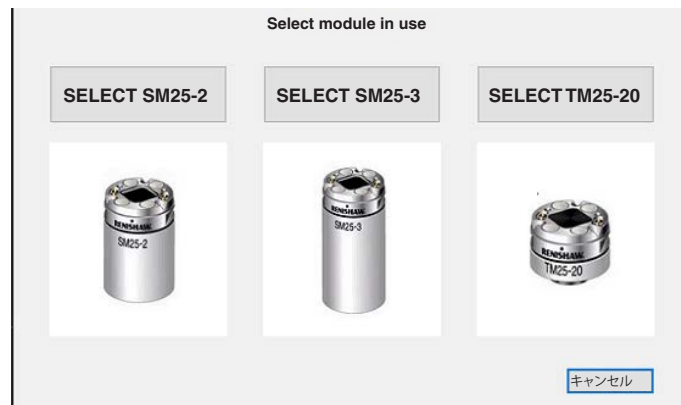 Select module in use
SELECT SM25-2
SELECT SM25-3
SELECT TM25-20
RENISHAW
SM25-2
RENISHAW
SM25-3
RENISHAW
TM25-20
キャンセル